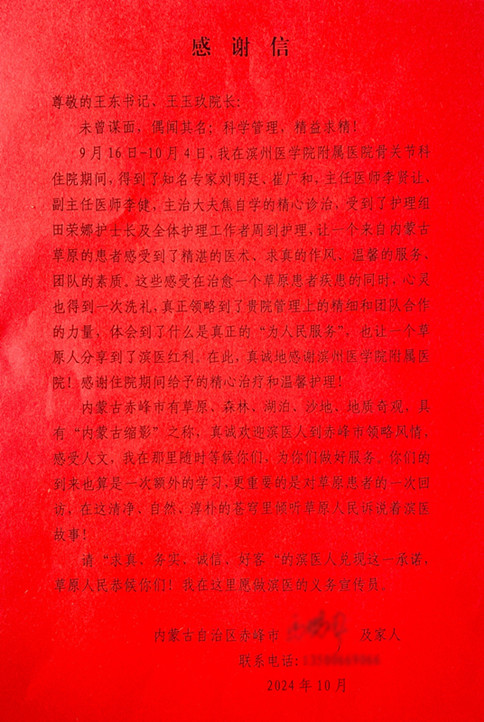 感谢信
尊敬的王东书记、王玉玖院长：
未曾谋面，偶闻其名；科学管理，精益求精！
9月16日-10月4日，我在滨州医学院附属医院骨关节科
住院期间，得到了知名专家刘明廷、崔广和，主任医师李贤让、
副主任医师李健，主治大夫焦自学的精心诊治，受到了护理组
田荣娜护士长及全体护理工作者周到护理，让一个来自内蒙古
草原的患者感受到了精湛的医术、求真的作风、温馨的服务、
团队的素质。这些感受在治愈一个草原患者疾患的同时，心灵
也得到一次洗礼，真正领略到了贵院管理上的精细和团队合作
的力量，体会到了什么是真正的“为人民服务”，也让一个草
原人分享到了滨医红利。在此，真诚地感谢滨州医学院附属医
院！感谢住院期间给予的精心治疗和温馨护理！
内蒙古赤峰市有草原、森林、湖泊、沙地、地质奇观，具
有“内蒙古缩影”之称，真诚欢迎滨医人到赤峰市领略风情，
感受人文，我在那里随时等候你们，为你们做好服务。你们的
到来也算是一次额外的学习，更重要的是对草原患者的一次回
访，在这清净、自然、淳朴的苍穹里倾听草原人民诉说着滨医
故事！
请“求真、务实、诚信、好客“的滨医人兑现这一承诺，
草原人民恭候你们！我在这里愿做滨医的义务宣传员。
内蒙古自治区赤峰市 及家人
联系电话：
2024年10月